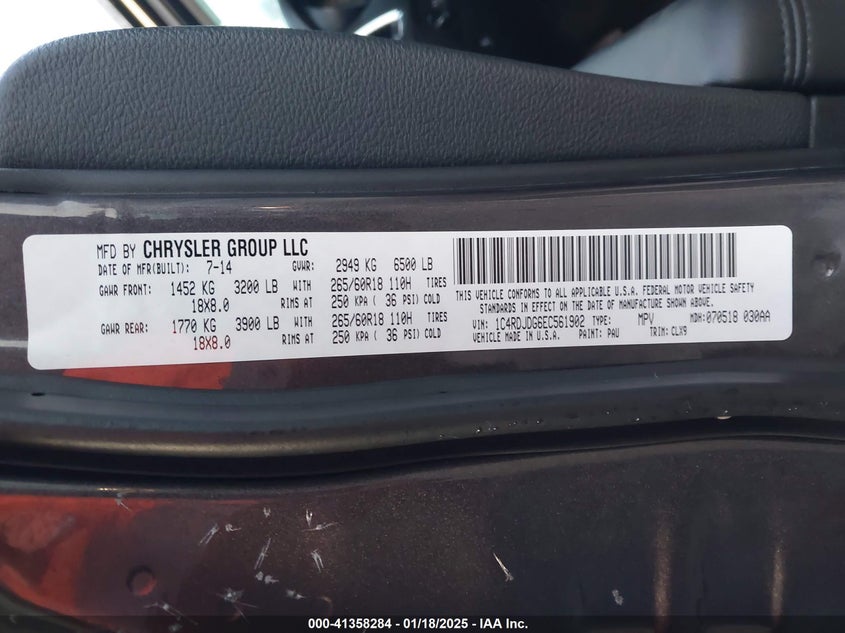 MFD BY CHRYSLER GROUP LLC
DATE OF MFR(BUILT): 7-14 GVWR: 2949 KG 6500 LB
GAWR FRONT: 1452 KG 3200 LB WITH 265/60R18 110H TIRES
18X8.0 RIMS AT 250 KPA ( 36 PSI) COLD
GAWR REAR: 1770 KG 3900 LB WITH 265/60R18 110H TIRES
18X8.0 RIMS AT 250 KPA ( 36 PSI) COLD
THIS VEHICLE CONFORMS TO ALL APPLICABLE U.S.A. FEDERAL MOTOR VEHICLE SAFETY
STANDARDS IN EFFECT ON THE DATE OF MANUFACTURE SHOWN ABOVE.
VIN: 1C4RDJDG6EC561902 TYPE: MPV MDH: 070518 030AA
VEHICLE MADE IN U.S.A. PAINT: PAU TRIM: CLX9
000-41358284 - 01/18/2025 - IAA Inc.